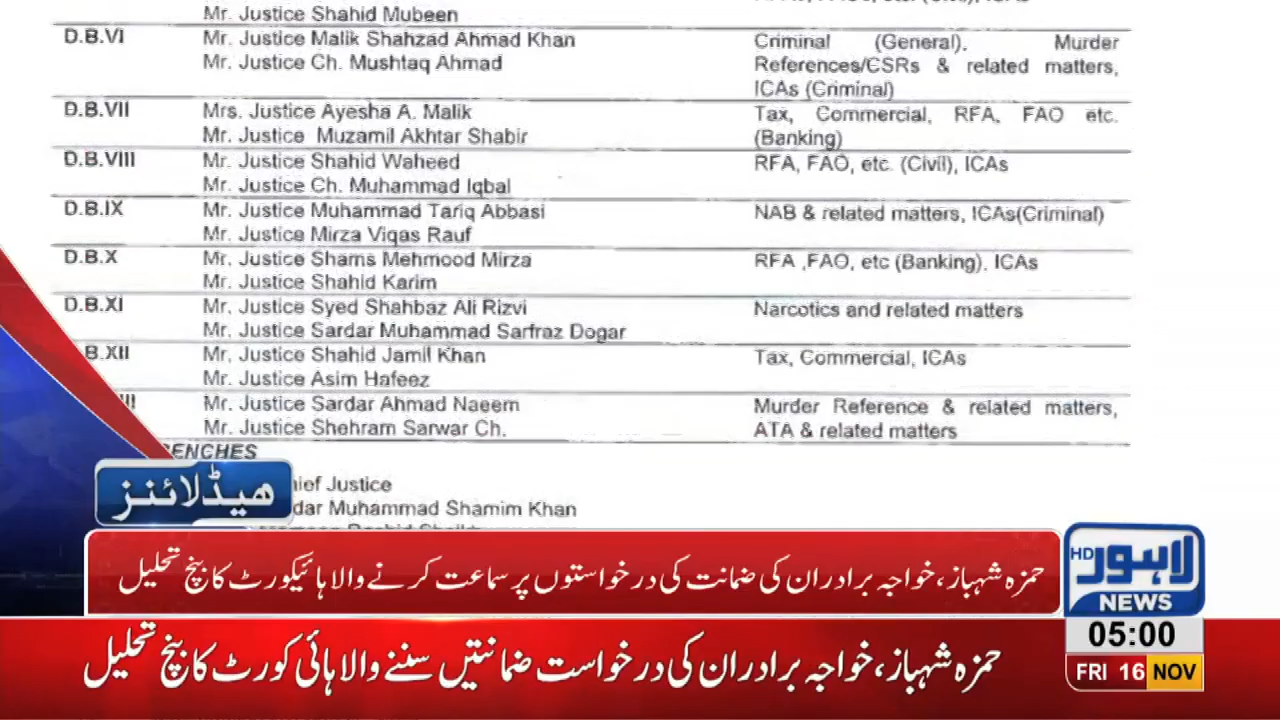 Mr. Justice Shahid Mubeen
D.B.VI Mr. Justice Malik Shahzad Ahmad Khan Criminal (General), Murder
Mr. Justice Ch. Mushtaq Ahmad References/CSRs & related matters,
ICAs (Criminal)
D.B.VII Mrs. Justice Ayesha A. Malik Tax, Commercial, RFA, FAO etc.
Mr. Justice Muzamil Akhtar Shabir (Banking)
D.B.VIII Mr. Justice Shahid Waheed RFA, FAO, etc. (Civil), ICAs
Mr. Justice Ch. Muhammad Iqbal
D.B.IX Mr. Justice Muhammad Tariq Abbasi NAB & related matters, ICAs(Criminal)
Mr. Justice Mirza Viqas Rauf
D.B.X Mr. Justice Shams Mehmood Mirza RFA ,FAO, etc (Banking), ICAs
Mr. Justice Shahid Karim
D.B.XI Mr. Justice Syed Shahbaz Ali Rizvi Narcotics and related matters
Mr. Justice Sardar Muhammad Sarfraz Dogar
B.XII Mr. Justice Shahid Jamil Khan Tax, Commercial, ICAs
Mr. Justice Asim Hafeez
Mr. Justice Sardar Ahmad Naeem Murder Reference & related matters,
Mr. Justice Shehram Sarwar Ch. ATA & related matters
ENCHES
hief Justice
dar Muhammad Shamim Khan
ھیڈلائنز
حمزہ شہباز، خواجہ برادران کی ضمانت کی درخواستوں پر سماعت کرنے والا ہائیکورٹ کا بنچ تحلیل
HD لاہور
NEWS
05:00
FRI 16 NOV
حمزہ شہباز، خواجہ برادران کی درخواست ضمانتیں سننے والا ہائی کورٹ کا بنچ تحلیل